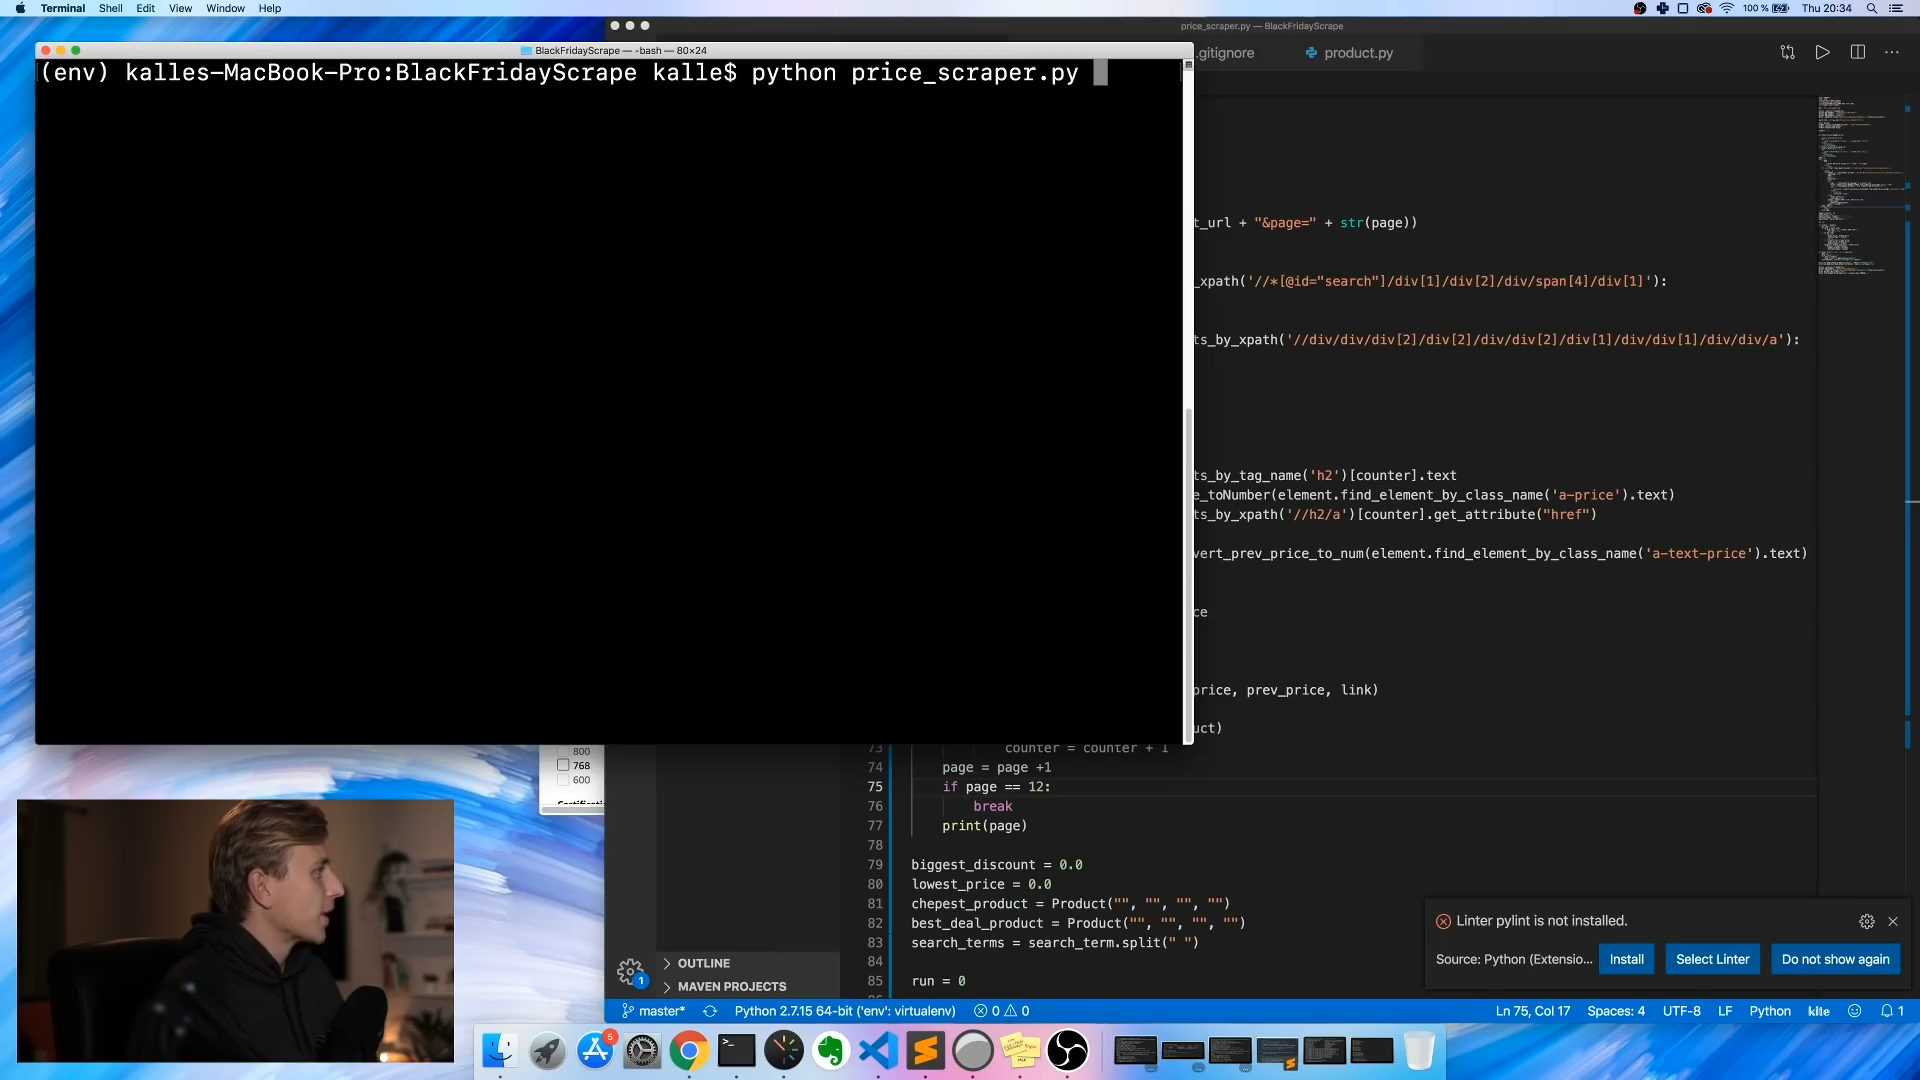 Terminal Shell Edit View Window Help
100 % Thu 20:34
price_scraper.py — BlackFridayScrape
BlackFridayScrape — -bash — 80×24
.gitignore product.py
(env) kalles-MacBook-Pro:BlackFridayScrape kalle$ python price_scraper.py
t_url + "&page=" + str(page))
_xpath('//*[@id="search"]/div[1]/div[2]/div/span[4]/div[1]'):
ts_by_xpath('//div/div/div[2]/div[2]/div/div[2]/div[1]/div/div[1]/div/div/a'):
ts_by_tag_name('h2')[counter].text
e_toNumber(element.find_element_by_class_name('a-price').text)
ts_by_xpath('//h2/a')[counter].get_attribute("href")
vert_prev_price_to_num(element.find_element_by_class_name('a-text-price').text)
ce
price, prev_price, link)
uct)
73 counter = counter + 1
74 page = page +1
75 if page == 12:
76 break
77 print(page)
78
79 biggest_discount = 0.0
80 lowest_price = 0.0
81 chepest_product = Product("", "", "", "")
82 best_deal_product = Product("", "", "", "")
83 search_terms = search_term.split(" ")
84
85 run = 0
800
768
600
OUTLINE
MAVEN PROJECTS
1
Linter pylint is not installed.
Source: Python (Extensio... Install Select Linter Do not show again
master* Python 2.7.15 64-bit ('env': virtualenv) 0 0 Ln 75, Col 17 Spaces: 4 UTF-8 LF Python kite 1
5